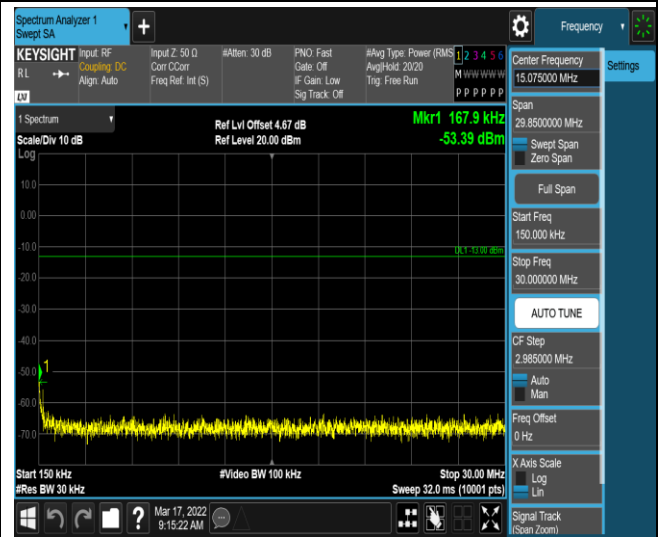 Spectrum Analyzer 1
Swept SA
+
Frequency
KEYSIGHT
RL
LXI
Input: RF
Coupling: DC
Align: Auto
Input Z: 50 Ω
Corr CCorr
Freq Ref: Int (S)
#Atten: 30 dB
PNO: Fast
Gate: Off
IF Gain: Low
Sig Track: Off
#Avg Type: Power (RMS
Avg|Hold: 20/20
Trig: Free Run
1 2 3 4 5 6
M W W W W W
P P P P P P
1 Spectrum
Scale/Div 10 dB
Log
Ref Lvl Offset 4.67 dB
Ref Level 20.00 dBm
Mkr1 167.9 kHz
-53.39 dBm
10.0
0.00
-10.0
DL1 -13.00 dBm
-20.0
-30.0
-40.0
-50.0
1
-60.0
-70.0
Start 150 kHz
#Res BW 30 kHz
#Video BW 100 kHz
Stop 30.00 MHz
Sweep 32.0 ms (10001 pts)
?
Mar 17, 2022
9:15:22 AM
Center Frequency
15.075000 MHz
Settings
Span
29.8500000 MHz
Swept Span
Zero Span
Full Span
Start Freq
150.000 kHz
Stop Freq
30.000000 MHz
AUTO TUNE
CF Step
2.985000 MHz
Auto
Man
Freq Offset
0 Hz
X Axis Scale
Log
Lin
Signal Track
(Span Zoom)